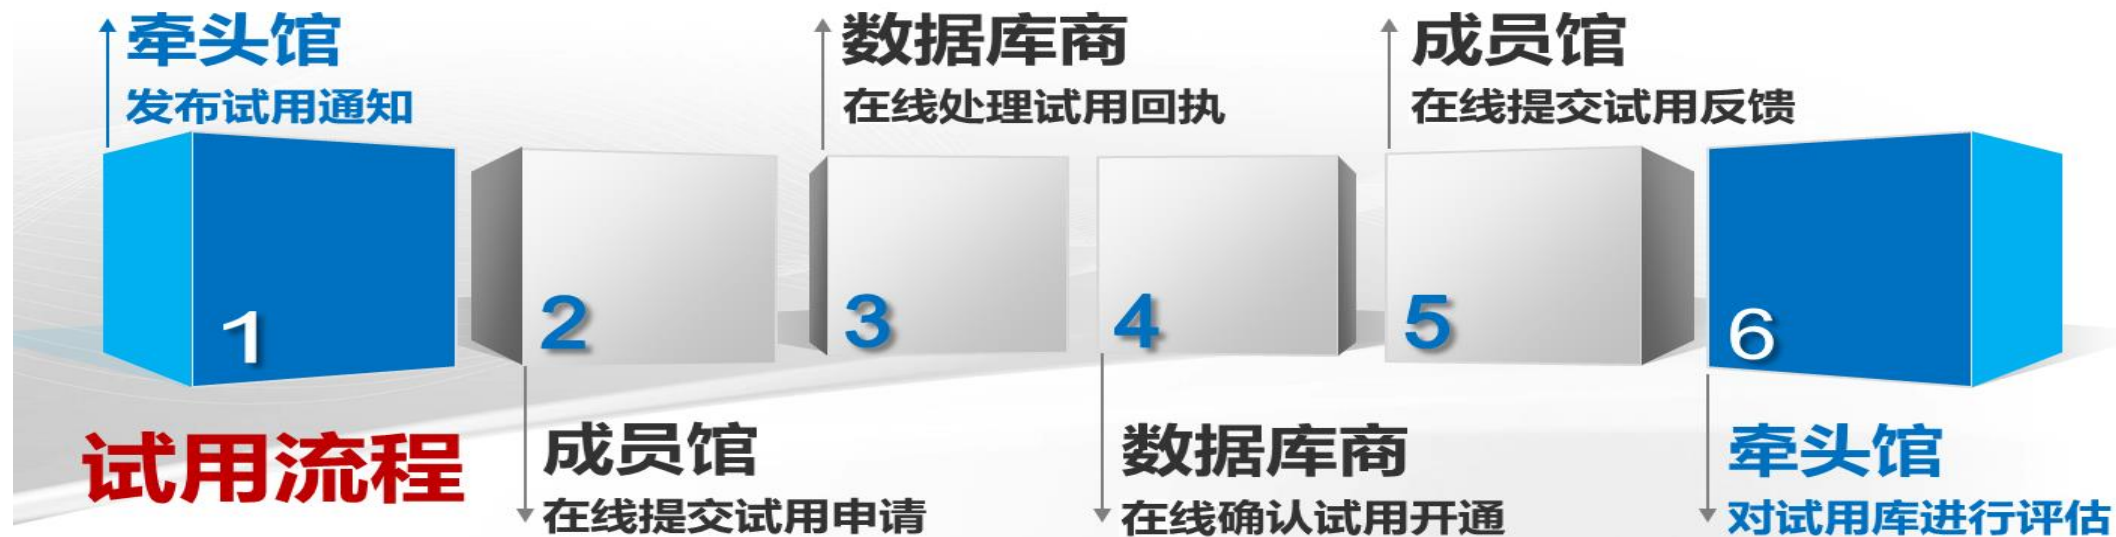 牵头馆
发布试用通知
数据库商
在线处理试用回执
成员馆
在线提交试用反馈
1
2
3
4
5
6
试用流程
成员馆
在线提交试用申请
数据库商
在线确认试用开通
牵头馆
对试用库进行评估